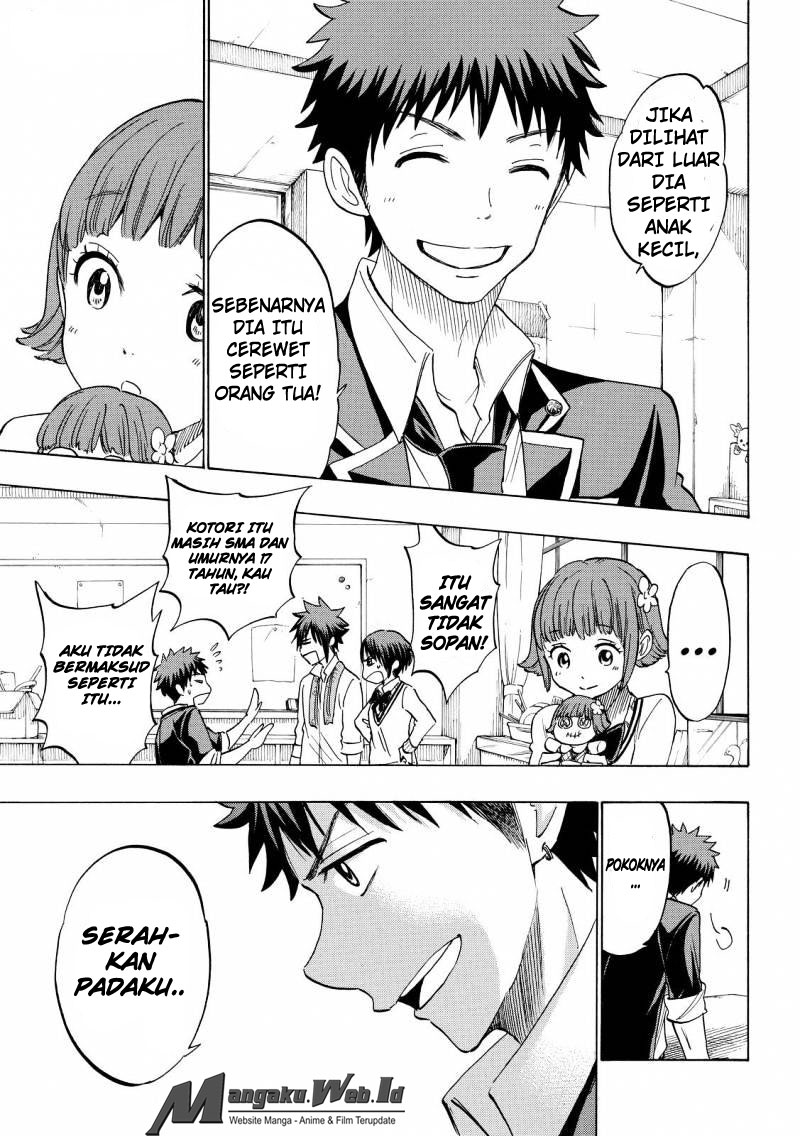 JIKA
DILIHAT
DARI LUAR
DIA
SEPERTI
ANAK
KECIL,
SEBENARNYA
DIA ITU
CEREWET
SEPERTI
ORANG TUA!
...
ITU
SANGAT
TIDAK
SOPAN!
KOTORI ITU
MASIH SMA DAN
UMURNYA 17
TAHUN, KAU
TAU?!
AKU TIDAK
BERMAKSUD
SEPERTI
ITU...
POKOKNYA
...
SERAH-
KAN
PADAKU..
Mangaku.Web.Id
Website Manga - Anime & Film Terupdate